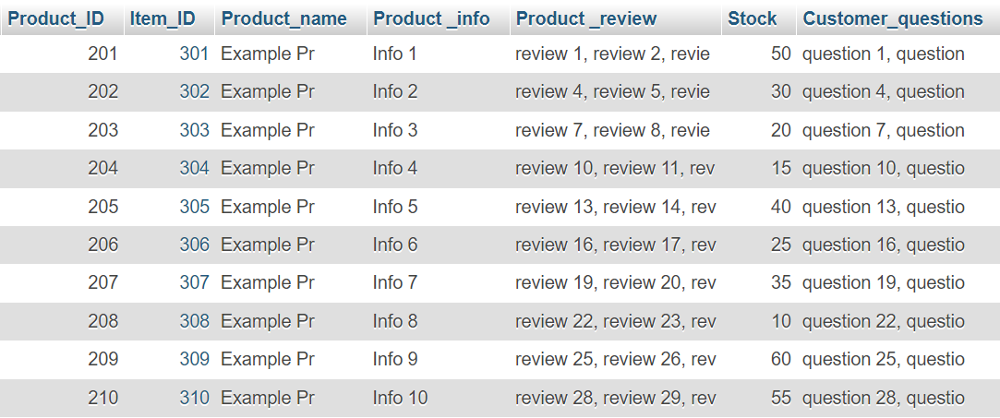 Product_ID Item_ID Product_name Product _info Product _review Stock Customer_questions
201 301 Example Pr Info 1 review 1, review 2, revie 50 question 1, question
202 302 Example Pr Info 2 review 4, review 5, revie 30 question 4, question
203 303 Example Pr Info 3 review 7, review 8, revie 20 question 7, question
204 304 Example Pr Info 4 review 10, review 11, rev 15 question 10, questio
205 305 Example Pr Info 5 review 13, review 14, rev 40 question 13, questio
206 306 Example Pr Info 6 review 16, review 17, rev 25 question 16, questio
207 307 Example Pr Info 7 review 19, review 20, rev 35 question 19, questio
208 308 Example Pr Info 8 review 22, review 23, rev 10 question 22, questio
209 309 Example Pr Info 9 review 25, review 26, rev 60 question 25, questio
210 310 Example Pr Info 10 review 28, review 29, rev 55 question 28, questio